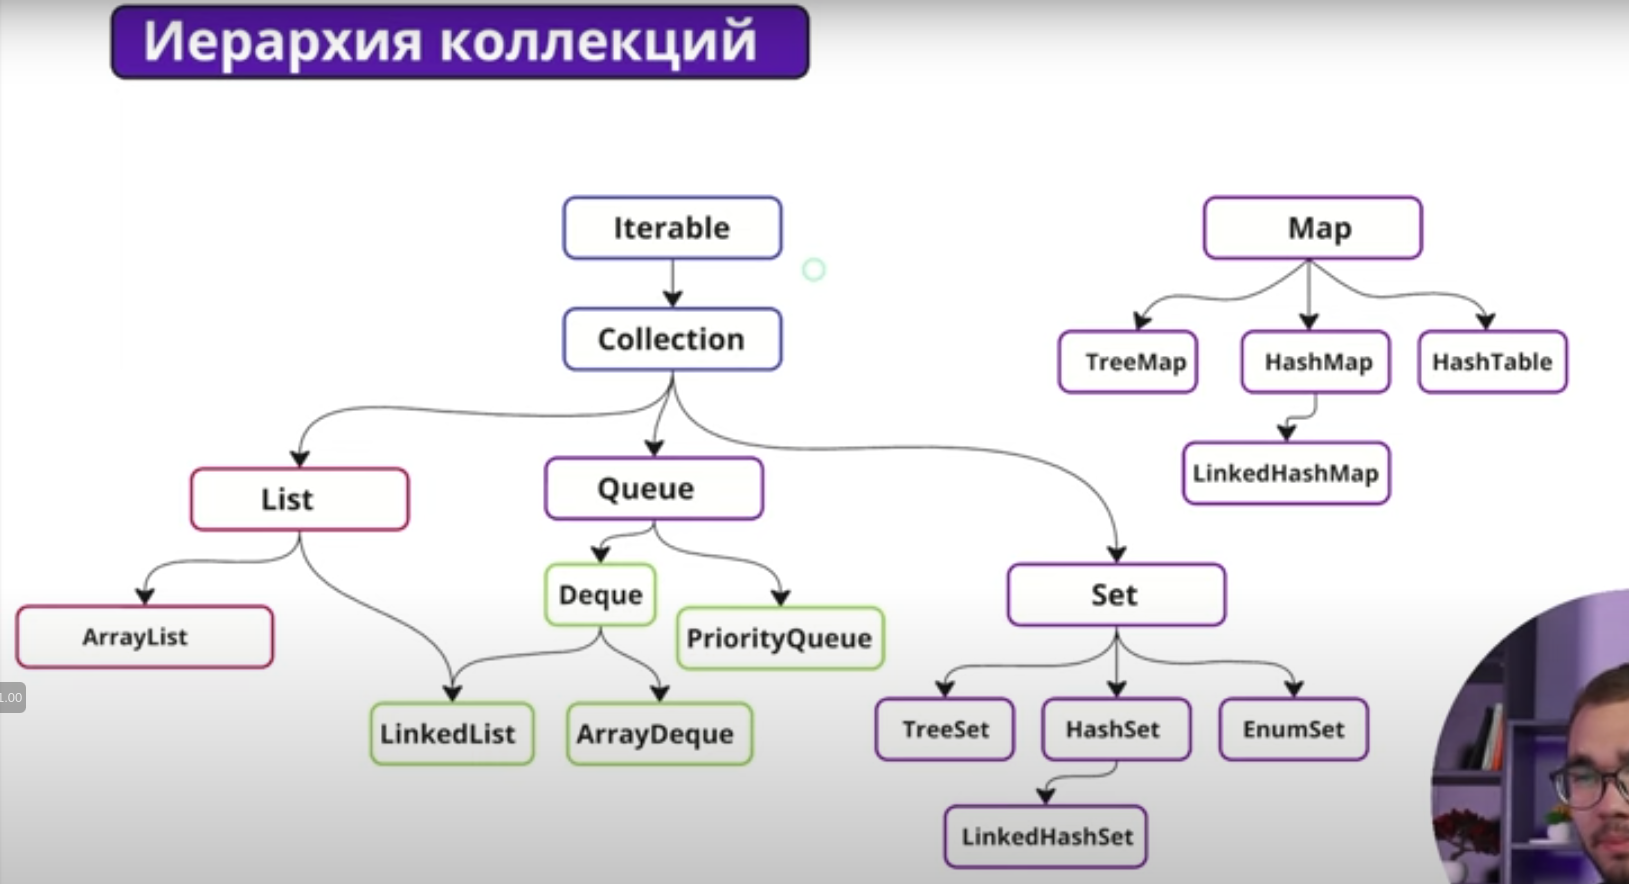 Иерархия коллекций
Iterable
Map
Collection
TreeMap
HashMap
HashTable
LinkedHashMap
List
Queue
Deque
Set
ArrayList
PriorityQueue
LinkedList
ArrayDeque
TreeSet
HashSet
EnumSet
LinkedHashSet
1.00